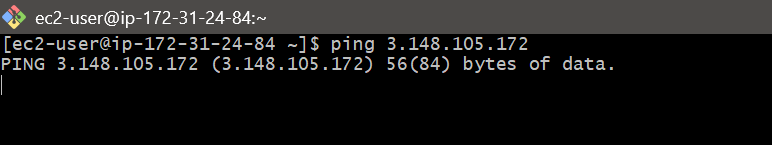 ec2-user@ip-172-31-24-84:~
[ec2-user@ip-172-31-24-84 ~]$ ping 3.148.105.172
PING 3.148.105.172 (3.148.105.172) 56(84) bytes of data.